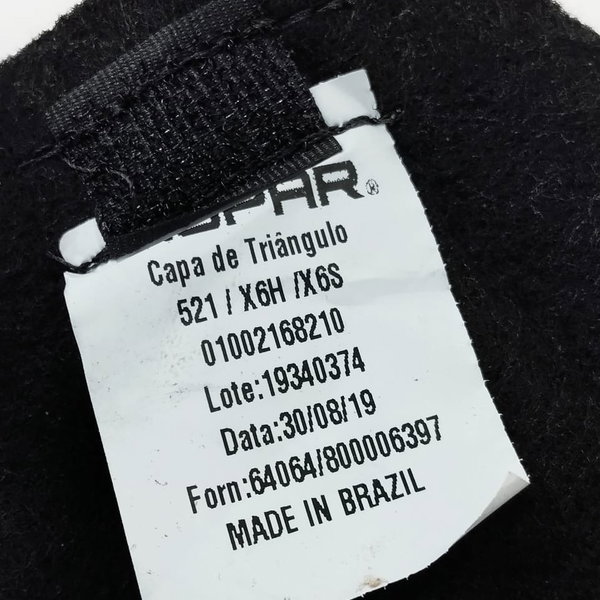 Capa de Triângulo
521 / X6H /X6S
01002168210
Lote:19340374
Data:30/08/19
Forn:64064/800006397
MADE IN BRAZIL